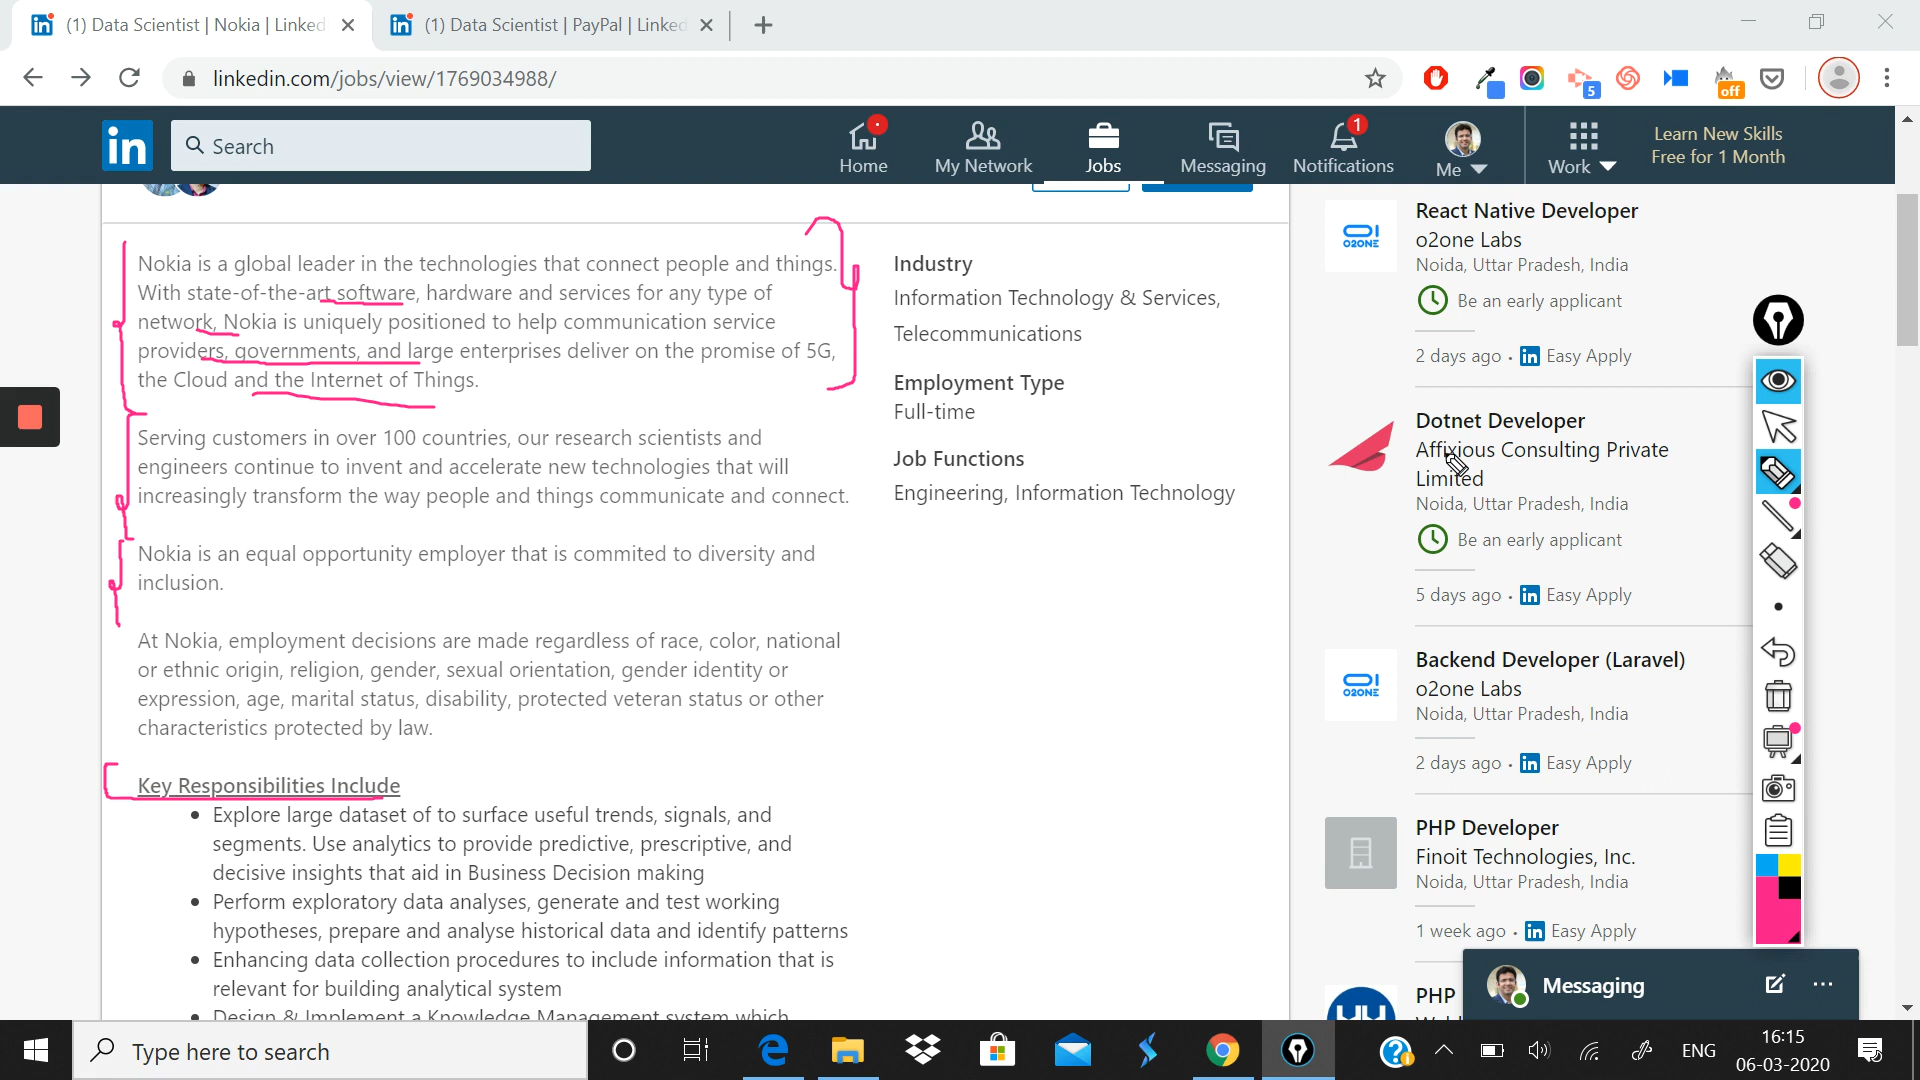 (1) Data Scientist | Nokia | Linked
(1) Data Scientist | PayPal | Linked
linkedin.com/jobs/view/1769034988/
5
off
in
Search
Home
My Network
Jobs
Messaging
1
Notifications
Me
Work
Learn New Skills
Free for 1 Month
Nokia is a global leader in the technologies that connect people and things.
With state-of-the-art software, hardware and services for any type of
network, Nokia is uniquely positioned to help communication service
providers, governments, and large enterprises deliver on the promise of 5G,
the Cloud and the Internet of Things.
Serving customers in over 100 countries, our research scientists and
engineers continue to invent and accelerate new technologies that will
increasingly transform the way people and things communicate and connect.
Nokia is an equal opportunity employer that is commited to diversity and
inclusion.
At Nokia, employment decisions are made regardless of race, color, national
or ethnic origin, religion, gender, sexual orientation, gender identity or
expression, age, marital status, disability, protected veteran status or other
characteristics protected by law.
Key Responsibilities Include
• Explore large dataset of to surface useful trends, signals, and
segments. Use analytics to provide predictive, prescriptive, and
decisive insights that aid in Business Decision making
• Perform exploratory data analyses, generate and test working
hypotheses, prepare and analyse historical data and identify patterns
• Enhancing data collection procedures to include information that is
relevant for building analytical system
• Design & Implement a Knowledge Management system which
Industry
Information Technology & Services,
Telecommunications
Employment Type
Full-time
Job Functions
Engineering, Information Technology
O2ONE
React Native Developer
o2one Labs
Noida, Uttar Pradesh, India
Be an early applicant
2 days ago · in Easy Apply
Dotnet Developer
Affixious Consulting Private
Limited
Noida, Uttar Pradesh, India
Be an early applicant
5 days ago · in Easy Apply
O2ONE
Backend Developer (Laravel)
o2one Labs
Noida, Uttar Pradesh, India
2 days ago · in Easy Apply
PHP Developer
Finoit Technologies, Inc.
Noida, Uttar Pradesh, India
1 week ago · in Easy Apply
PHP
Messaging
Type here to search
ENG
16:15
06-03-2020